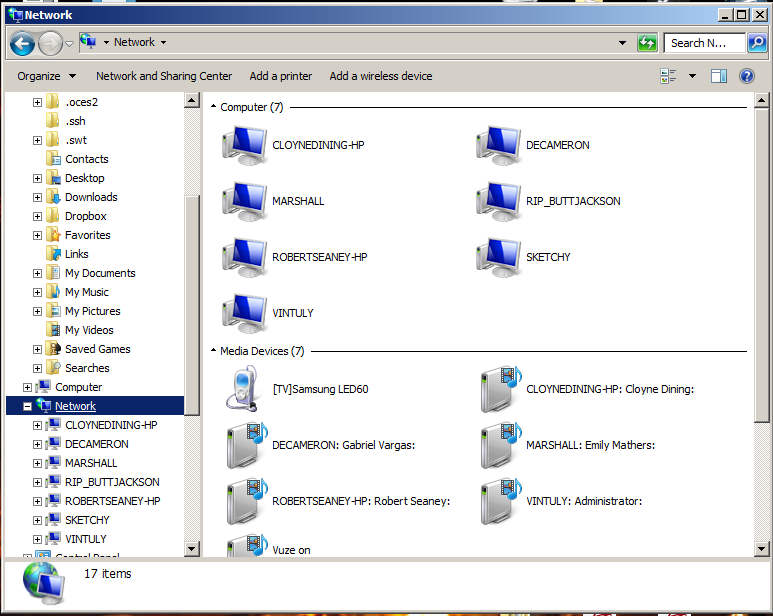 Network
Network
Search N...
Organize Network and Sharing Center Add a printer Add a wireless device
.oces2
.ssh
.swt
Contacts
Desktop
Downloads
Dropbox
Favorites
Links
My Documents
My Music
My Pictures
My Videos
Saved Games
Searches
Computer
Network
CLOYNEDINING-HP
DECAMERON
MARSHALL
RIP_BUTTJACKSON
ROBERTSEANEY-HP
SKETCHY
VINTULY
Control Panel
Computer (7)
CLOYNEDINING-HP DECAMERON
MARSHALL RIP_BUTTJACKSON
ROBERTSEANEY-HP SKETCHY
VINTULY
Media Devices (7)
[TV]Samsung LED60 CLOYNEDINING-HP: Cloyne Dining:
DECAMERON: Gabriel Vargas: MARSHALL: Emily Mathers:
ROBERTSEANEY-HP: Robert Seaney: VINTULY: Administrator:
Vuze on
17 items